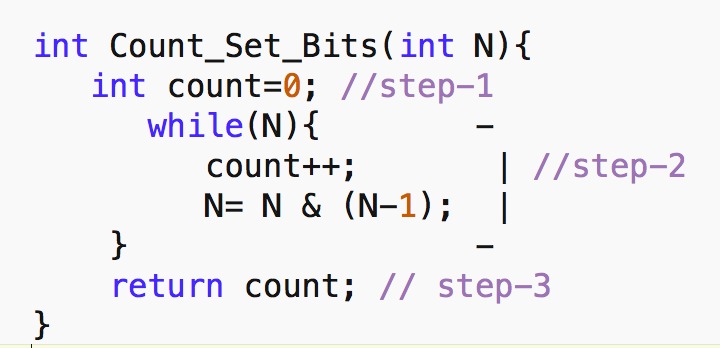 int Count_Set_Bits(int N){
int count=0; //step-1
while(N){ –
count++; | //step-2
N= N & (N-1); |
} –
return count; // step-3
}